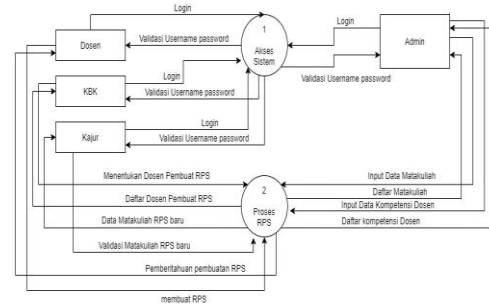 Login
Dosen
Validasi Username password
1
Akses
Sistem
Login
Admin
Validasi Username password
KBK
Login
Validasi Username password
Kajur
Login
Validasi Username password
Menentukan Dosen Pembuat RPS
Daftar Dosen Pembuat RPS
Data Matakuliah RPS baru
Validasi Matakuliah RPS baru
Pemberitahuan pembuatan RPS
membuat RPS
2
Proses
RPS
Input Data Matakuliah
Daftar Matakuliah
Input Data Kompetensi Dosen
Daftar kompetensi Dosen